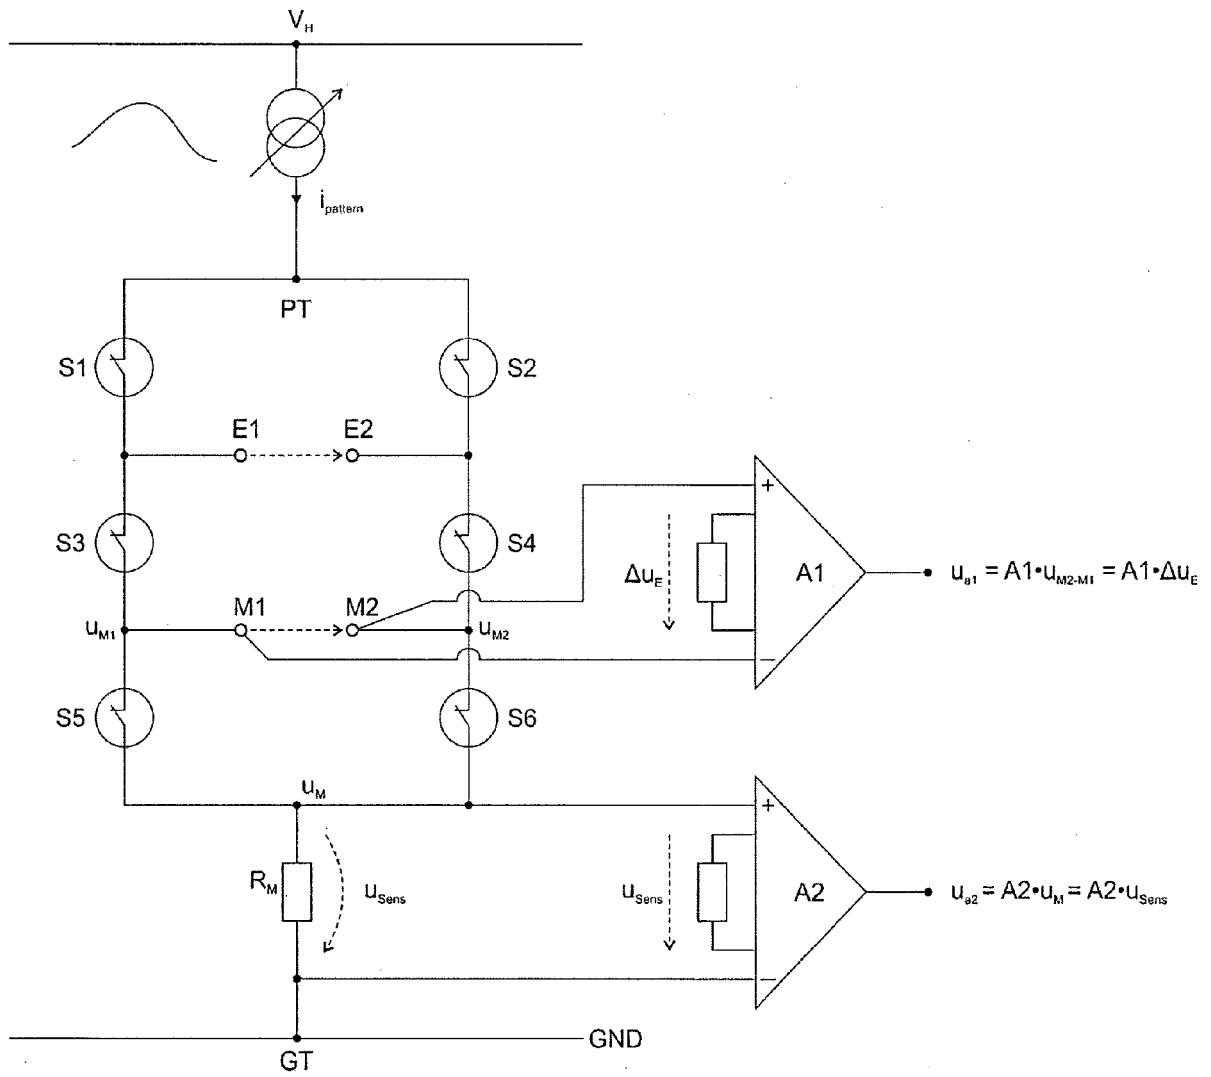 V_H
i_pattern
PT
S1
S2
E1
E2
S3
S4
+
A1
Δu_E
u_a1 = A1•u_M2-M1 = A1•Δu_E
M1
M2
u_M1
u_M2
−
S5
S6
u_M
+
R_M
u_Sens
u_Sens
A2
u_a2 = A2•u_M = A2•u_Sens
−
GND
GT